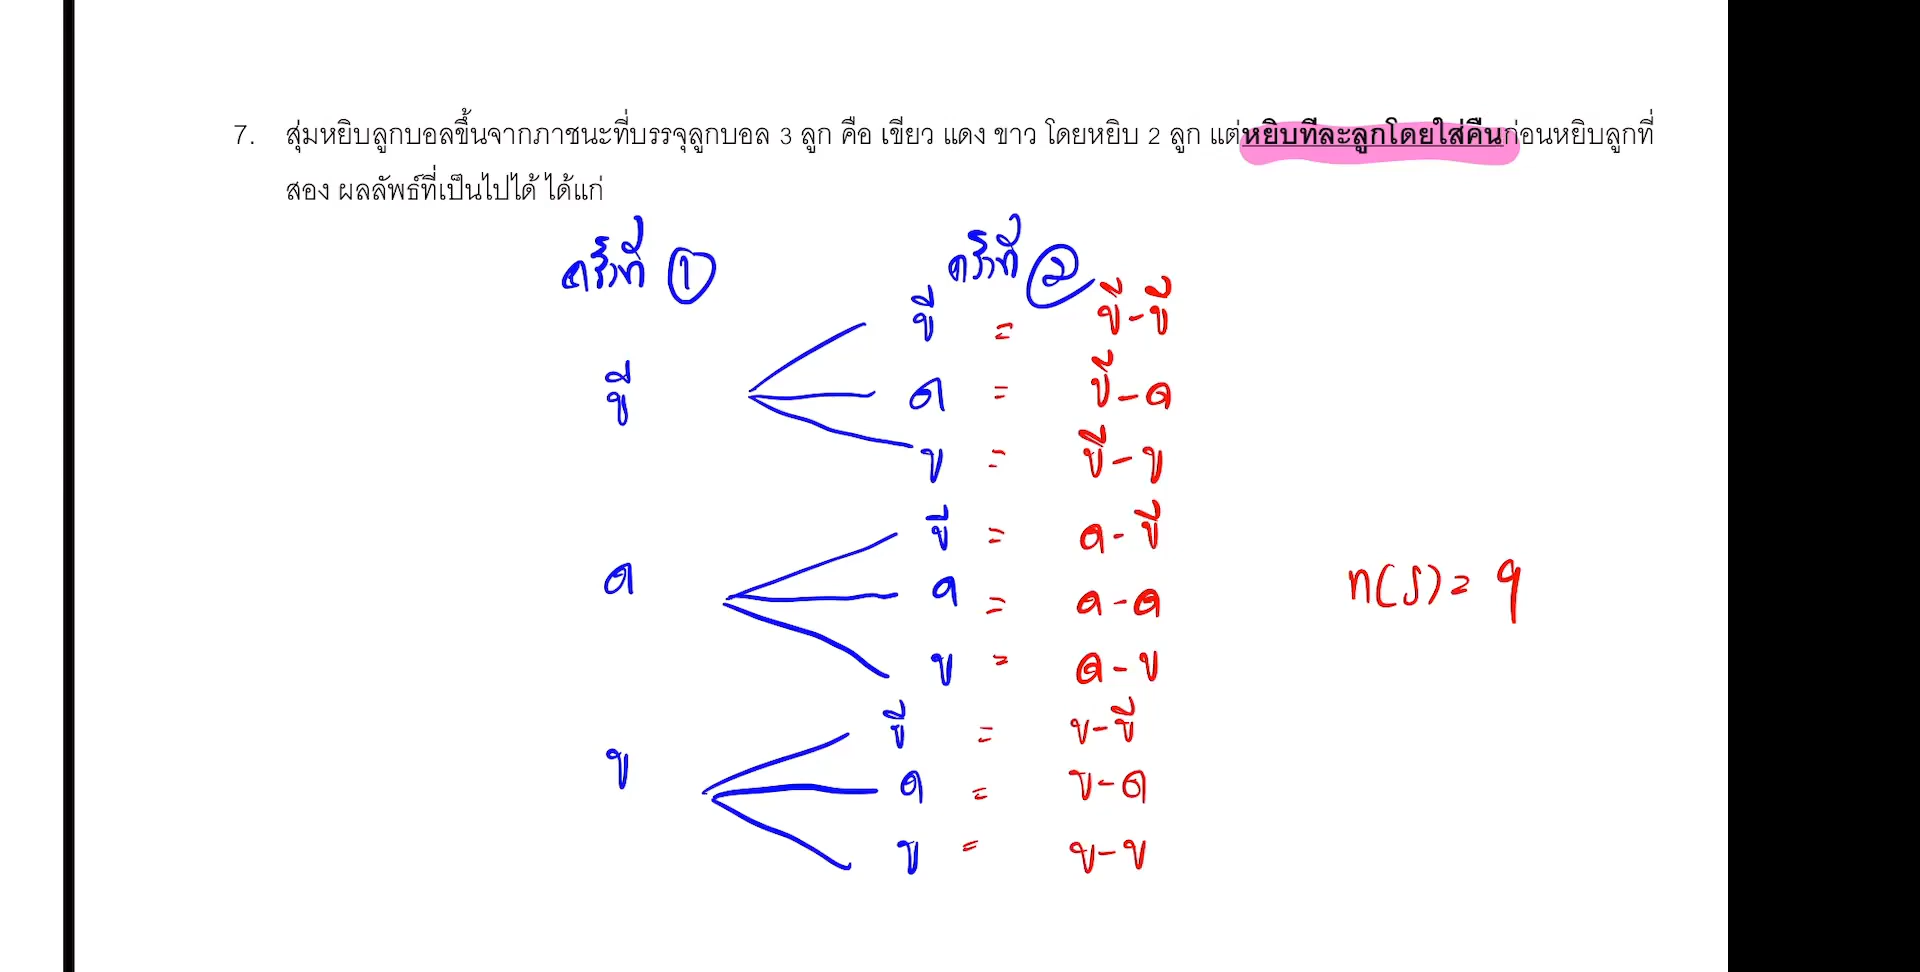 7. สุ่มหยิบลูกบอลขึ้นจากภาชนะที่บรรจุลูกบอล 3 ลูก คือ เขียว แดง ขาว โดยหยิบ 2 ลูก แต่หยิบทีละลูกโดยใส่คืนก่อนหยิบลูกที่
สอง ผลลัพธ์ที่เป็นไปได้ ได้แก่
ครั้งที่ 1 ครั้งที่ 2
ขี = ขี-ขี
ขี ด = ขี-ด
ข = ขี-ข
ขี = ด-ขี
ด ด = ด-ด n(S)= 9
ข = ด-ข
ขี = ข-ขี
ข ด = ข-ด
ข = ข-ข